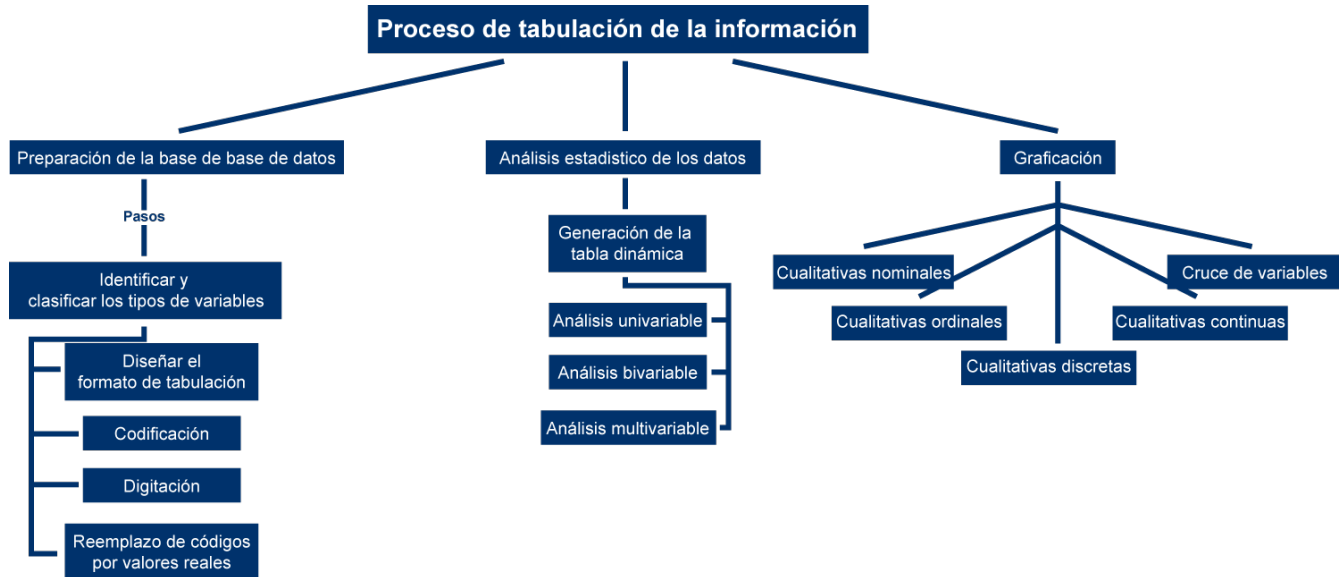 Proceso de tabulación de la información
Preparación de la base de base de datos
Análisis estadistico de los datos
Graficación
Pasos
Identificar y
clasificar los tipos de variables
Diseñar el
formato de tabulación
Codificación
Digitación
Reemplazo de códigos
por valores reales
Generación de la
tabla dinámica
Análisis univariable
Análisis bivariable
Análisis multivariable
Cualitativas nominales
Cruce de variables
Cualitativas ordinales
Cualitativas continuas
Cualitativas discretas